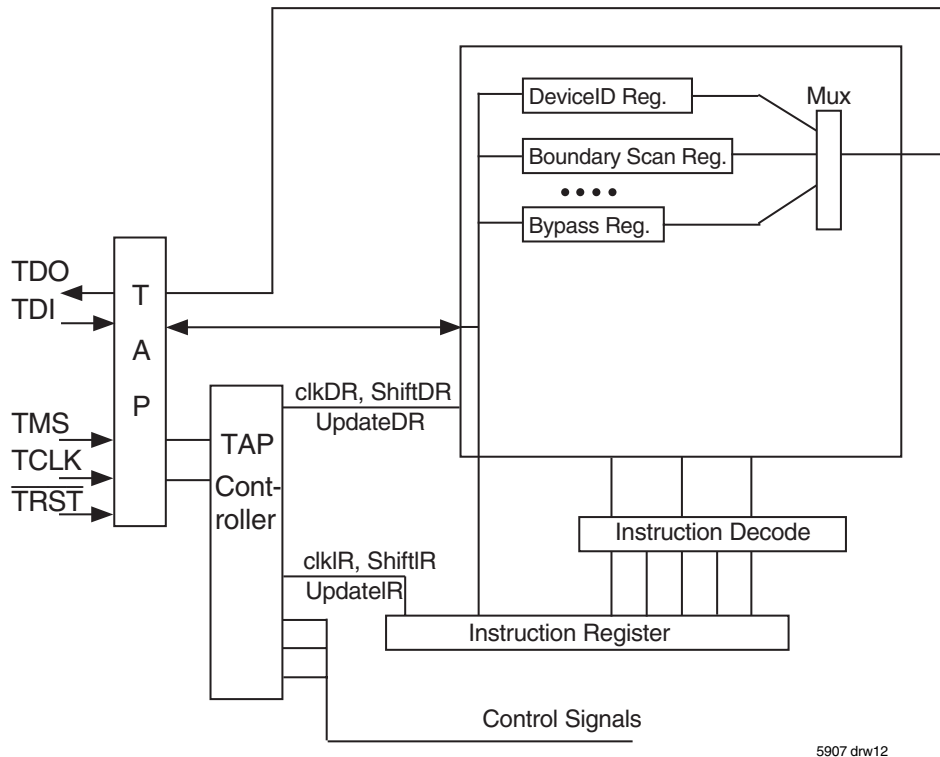 DeviceID Reg.
Mux
Boundary Scan Reg.
Bypass Reg.
TDO
TDI
T
A
P
clkDR, ShiftDR
UpdateDR
TMS
TCLK
TRST
TAP
Cont-
roller
Instruction Decode
clkIR, ShiftIR
UpdateIR
Instruction Register
Control Signals
5907 drw12